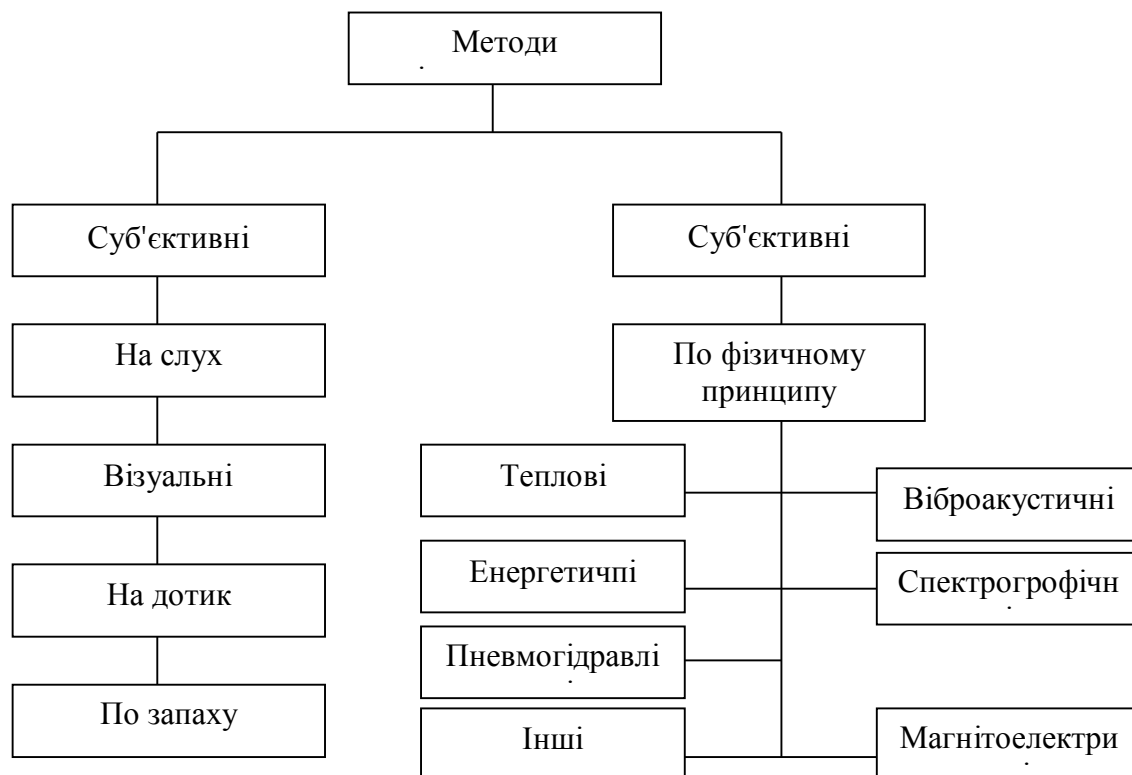 Методи
Суб'єктивні
Суб'єктивні
На слух
По фізичному
принципу
Візуальні
Теплові
Віброакустичні
На дотик
Енергетичпі
Спектрогрофічн
Пневмогідравлі
По запаху
Інші
Магнітоелектри